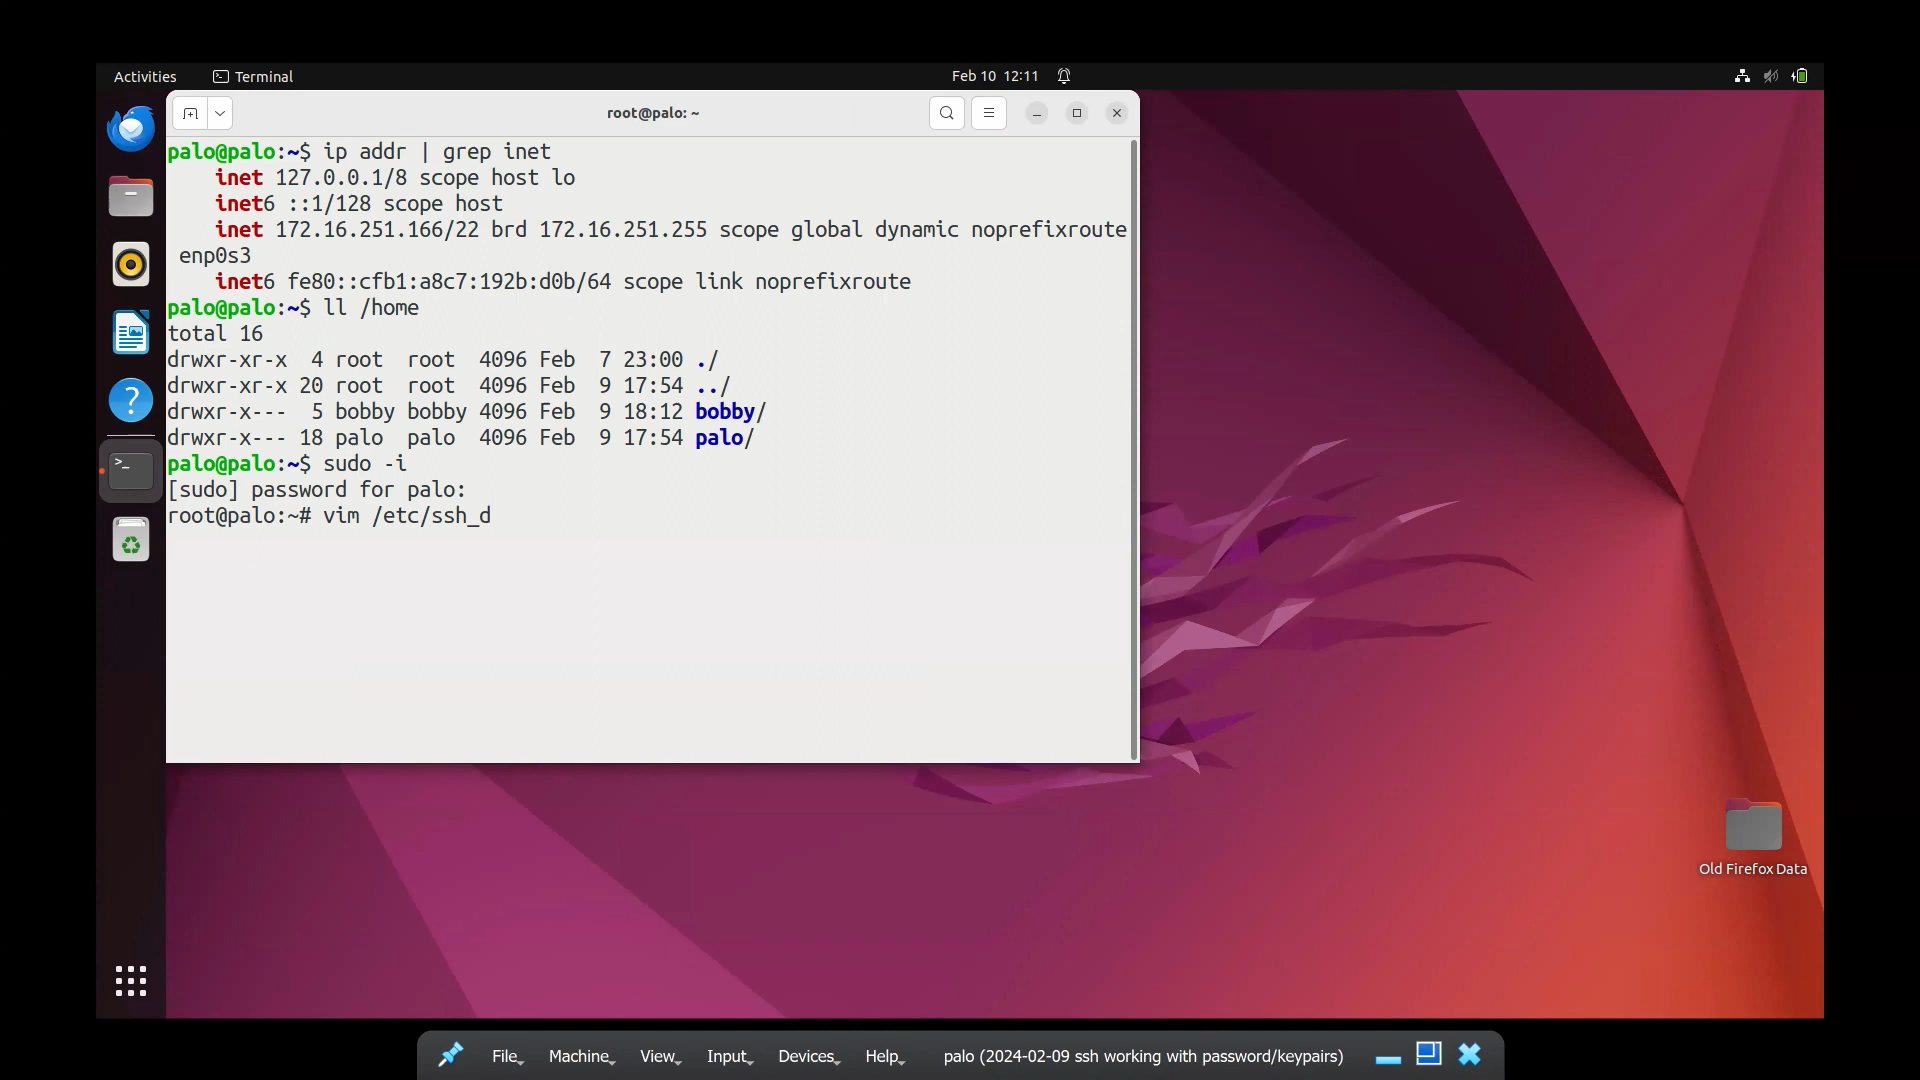 Activities Terminal Feb 10 12:11
root@palo: ~
palo@palo:~$ ip addr | grep inet
    inet 127.0.0.1/8 scope host lo
    inet6 ::1/128 scope host
    inet 172.16.251.166/22 brd 172.16.251.255 scope global dynamic noprefixroute
 enp0s3
    inet6 fe80::cfb1:a8c7:192b:d0b/64 scope link noprefixroute
palo@palo:~$ ll /home
total 16
drwxr-xr-x  4 root  root  4096 Feb  7 23:00 ./
drwxr-xr-x 20 root  root  4096 Feb  9 17:54 ../
drwxr-x---  5 bobby bobby 4096 Feb  9 18:12 bobby/
drwxr-x--- 18 palo  palo  4096 Feb  9 17:54 palo/
palo@palo:~$ sudo -i
[sudo] password for palo:
root@palo:~# vim /etc/ssh_d
Old Firefox Data
File Machine View Input Devices Help palo (2024-02-09 ssh working with password/keypairs)